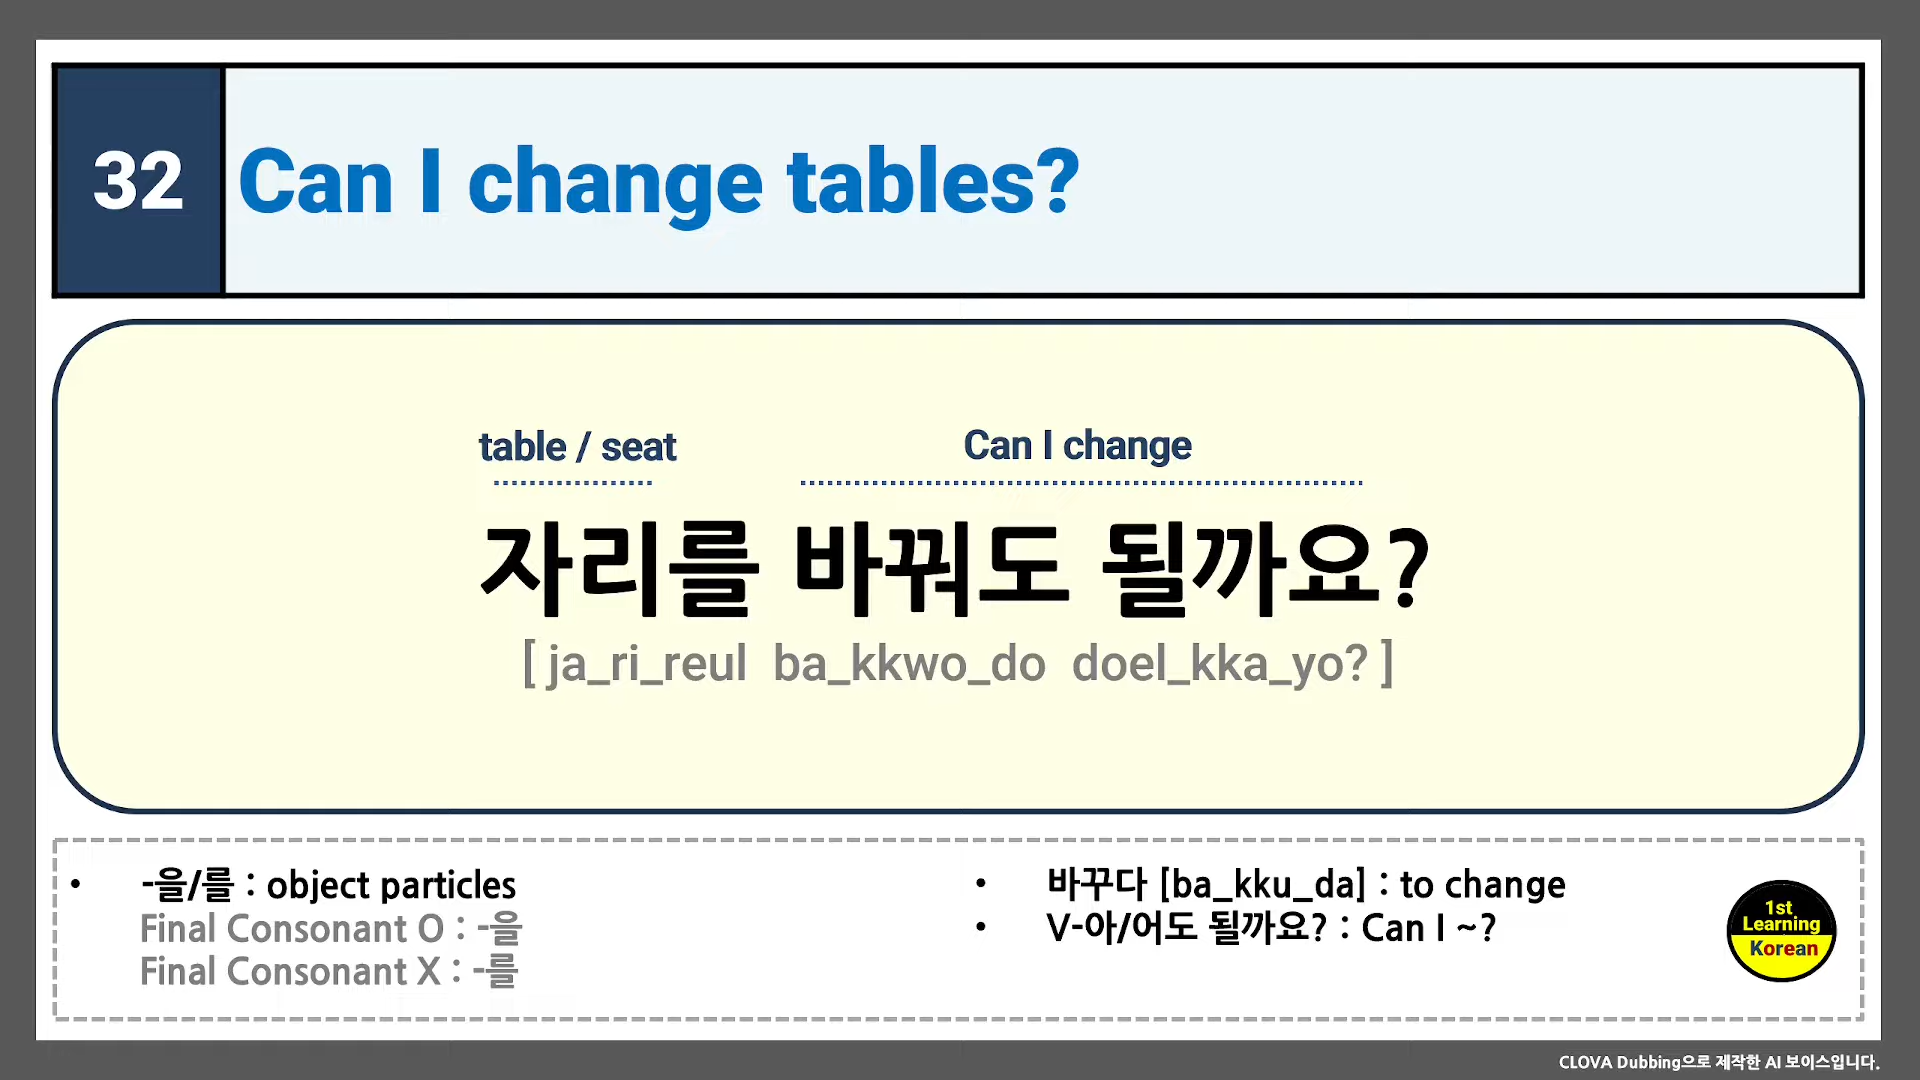 32
Can I change tables?
table / seat
Can I change
자리를 바꿔도 될까요?
[ ja_ri_reul ba_kkwo_do doel_kka_yo? ]
• -을/를 : object particles
Final Consonant O : -을
Final Consonant X : -를
• 바꾸다 [ba_kku_da] : to change
• V-아/어도 될까요? : Can I ~?
1st
Learning
Korean
CLOVA Dubbing으로 제작한 AI 보이스입니다.